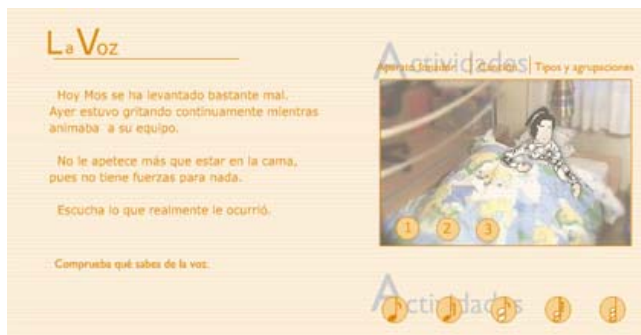 La Voz
Hoy Mos se ha levantado bastante mal.
Ayer estuvo gritando continuamente mientras
animaba a su equipo.
No le apetece más que estar en la cama,
pues no tiene fuerzas para nada.
Escucha lo que realmente le ocurrió.
Comprueba qué sabes de la voz.
Actividades
Aparato fonador Canción Tipos y agrupaciones
1 2 3
Actividades